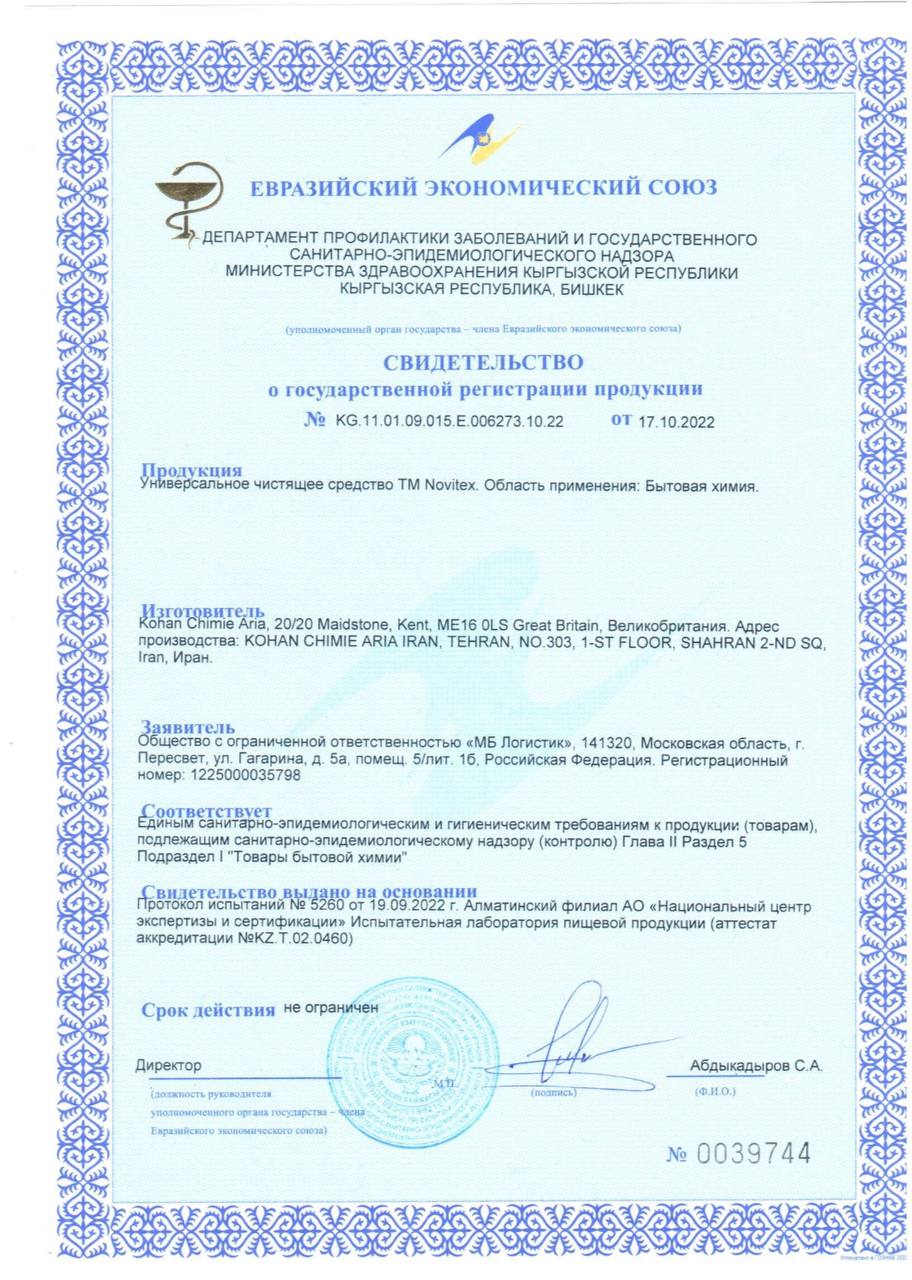 ЕВРАЗИЙСКИЙ ЭКОНОМИЧЕСКИЙ СОЮЗ
ДЕПАРТАМЕНТ ПРОФИЛАКТИКИ ЗАБОЛЕВАНИЙ И ГОСУДАРСТВЕННОГО
САНИТАРНО-ЭПИДЕМИОЛОГИЧЕСКОГО НАДЗОРА
МИНИСТЕРСТВА ЗДРАВООХРАНЕНИЯ КЫРГЫЗСКОЙ РЕСПУБЛИКИ
КЫРГЫЗСКАЯ РЕСПУБЛИКА, БИШКЕК
(уполномоченный орган государства – члена Евразийского экономического союза)
СВИДЕТЕЛЬСТВО
о государственной регистрации продукции
№ KG.11.01.09.015.E.006273.10.22 от 17.10.2022
Продукция
Универсальное чистящее средство ТМ Novitex. Область применения: Бытовая химия.
Изготовитель
Kohan Chimie Aria, 20/20 Maidstone, Kent, ME16 0LS Great Britain, Великобритания. Адрес
производства: KOHAN CHIMIE ARIA IRAN, TEHRAN, NO.303, 1-ST FLOOR, SHAHRAN 2-ND SQ,
Iran, Иран.
Заявитель
Общество с ограниченной ответственностью «МБ Логистик», 141320, Московская область, г.
Пересвет, ул. Гагарина, д. 5а, помещ. 5/лит. 1б, Российская Федерация. Регистрационный
номер: 1225000035798
Соответствует
Единым санитарно-эпидемиологическим и гигиеническим требованиям к продукции (товарам),
подлежащим санитарно-эпидемиологическому надзору (контролю) Глава II Раздел 5
Подраздел I "Товары бытовой химии"
Свидетельство выдано на основании
Протокол испытаний № 5260 от 19.09.2022 г. Алматинский филиал АО «Национальный центр
экспертизы и сертификации» Испытательная лаборатория пищевой продукции (аттестат
аккредитации №KZ.T.02.0460)
Срок действия не ограничен
Директор Абдыкадыров С.А.
М.П.
(должность руководителя (подпись) (Ф.И.О.)
уполномоченного органа государства – члена
Евразийского экономического союза)
№ 0039744